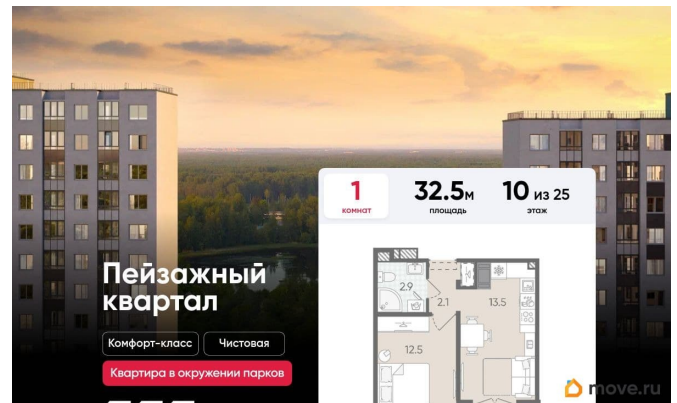 1
комнат
32.5м
площадь
10 из 25
этаж
Пейзажный
квартал
2.9
2.1
13.5
12.5
Комфорт-класс
Чистовая
Квартира в окружении парков
move.ru